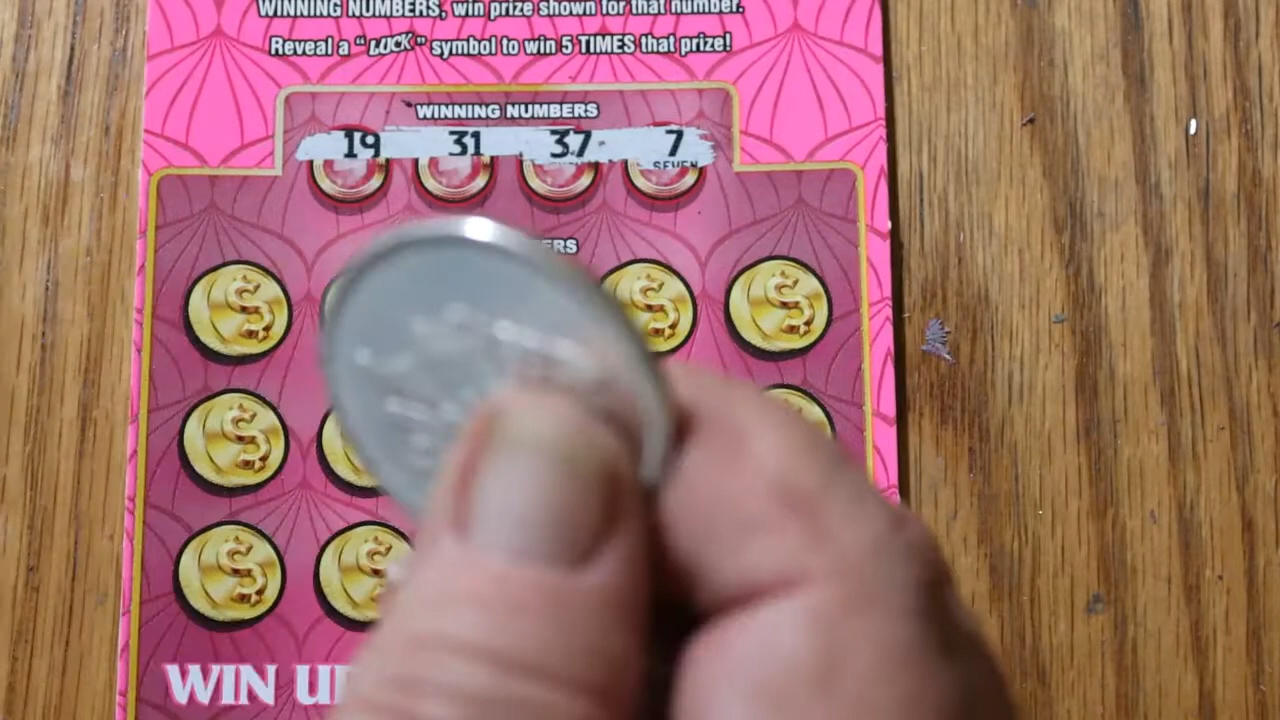 WINNING NUMBERS, win prize shown for that number.
Reveal a "LUCK" symbol to win 5 TIMES that prize!
WINNING NUMBERS
19 31 37 7
SEVEN
ERS
WIN U